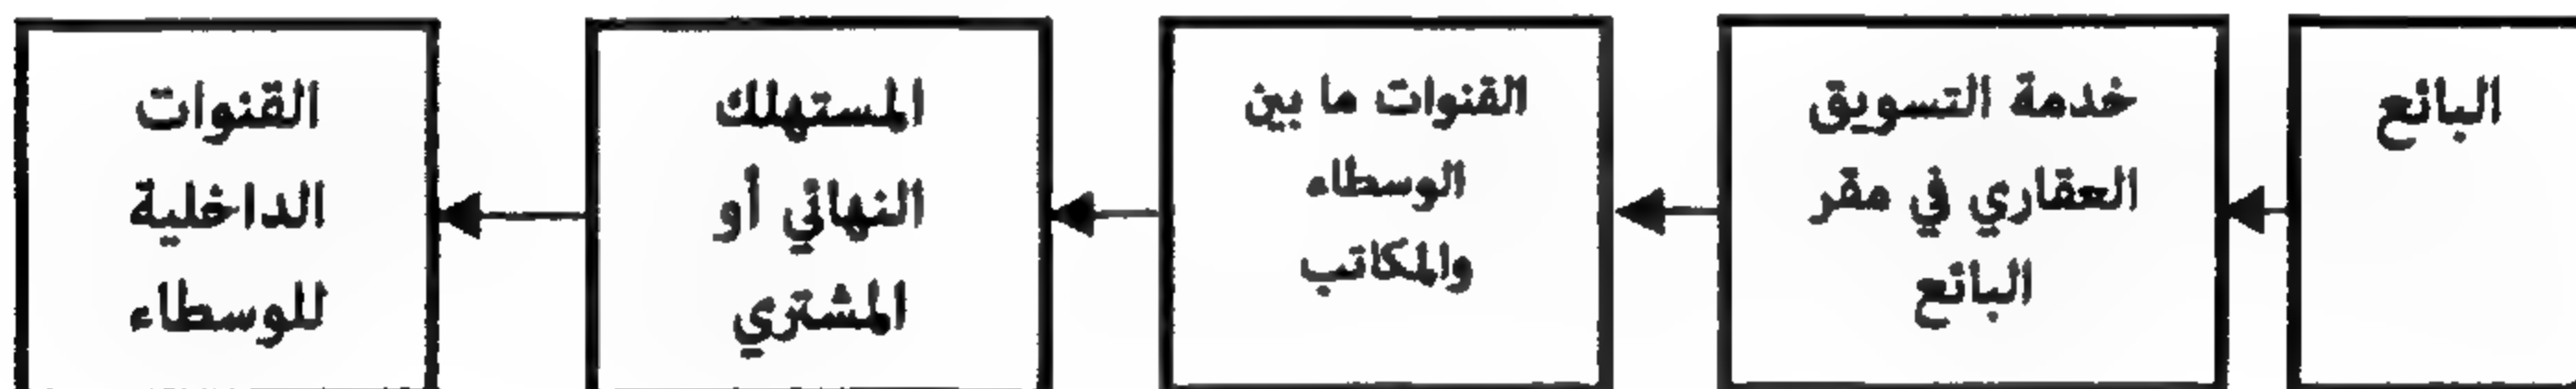 البائع
خدمة التسويق
العقاري في مقر
البائع
القنوات ما بين
الوسطاء
والمكاتب
المستهلك
النهائي أو
المشتري
القنوات
الداخلية
للوسطاء